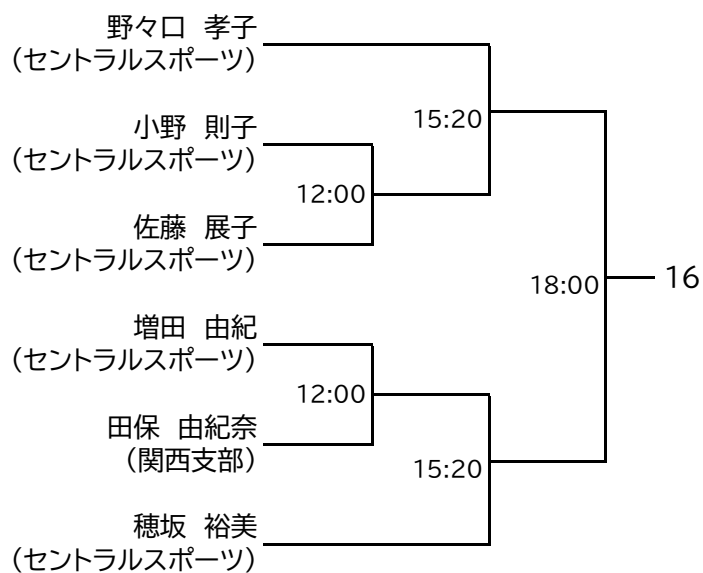 野々口 孝子
(セントラルスポーツ)
15:20
小野 則子
(セントラルスポーツ)
12:00
佐藤 展子
(セントラルスポーツ)
18:00
16
増田 由紀
(セントラルスポーツ)
12:00
田保 由紀奈
(関西支部)
15:20
穂坂 裕美
(セントラルスポーツ)